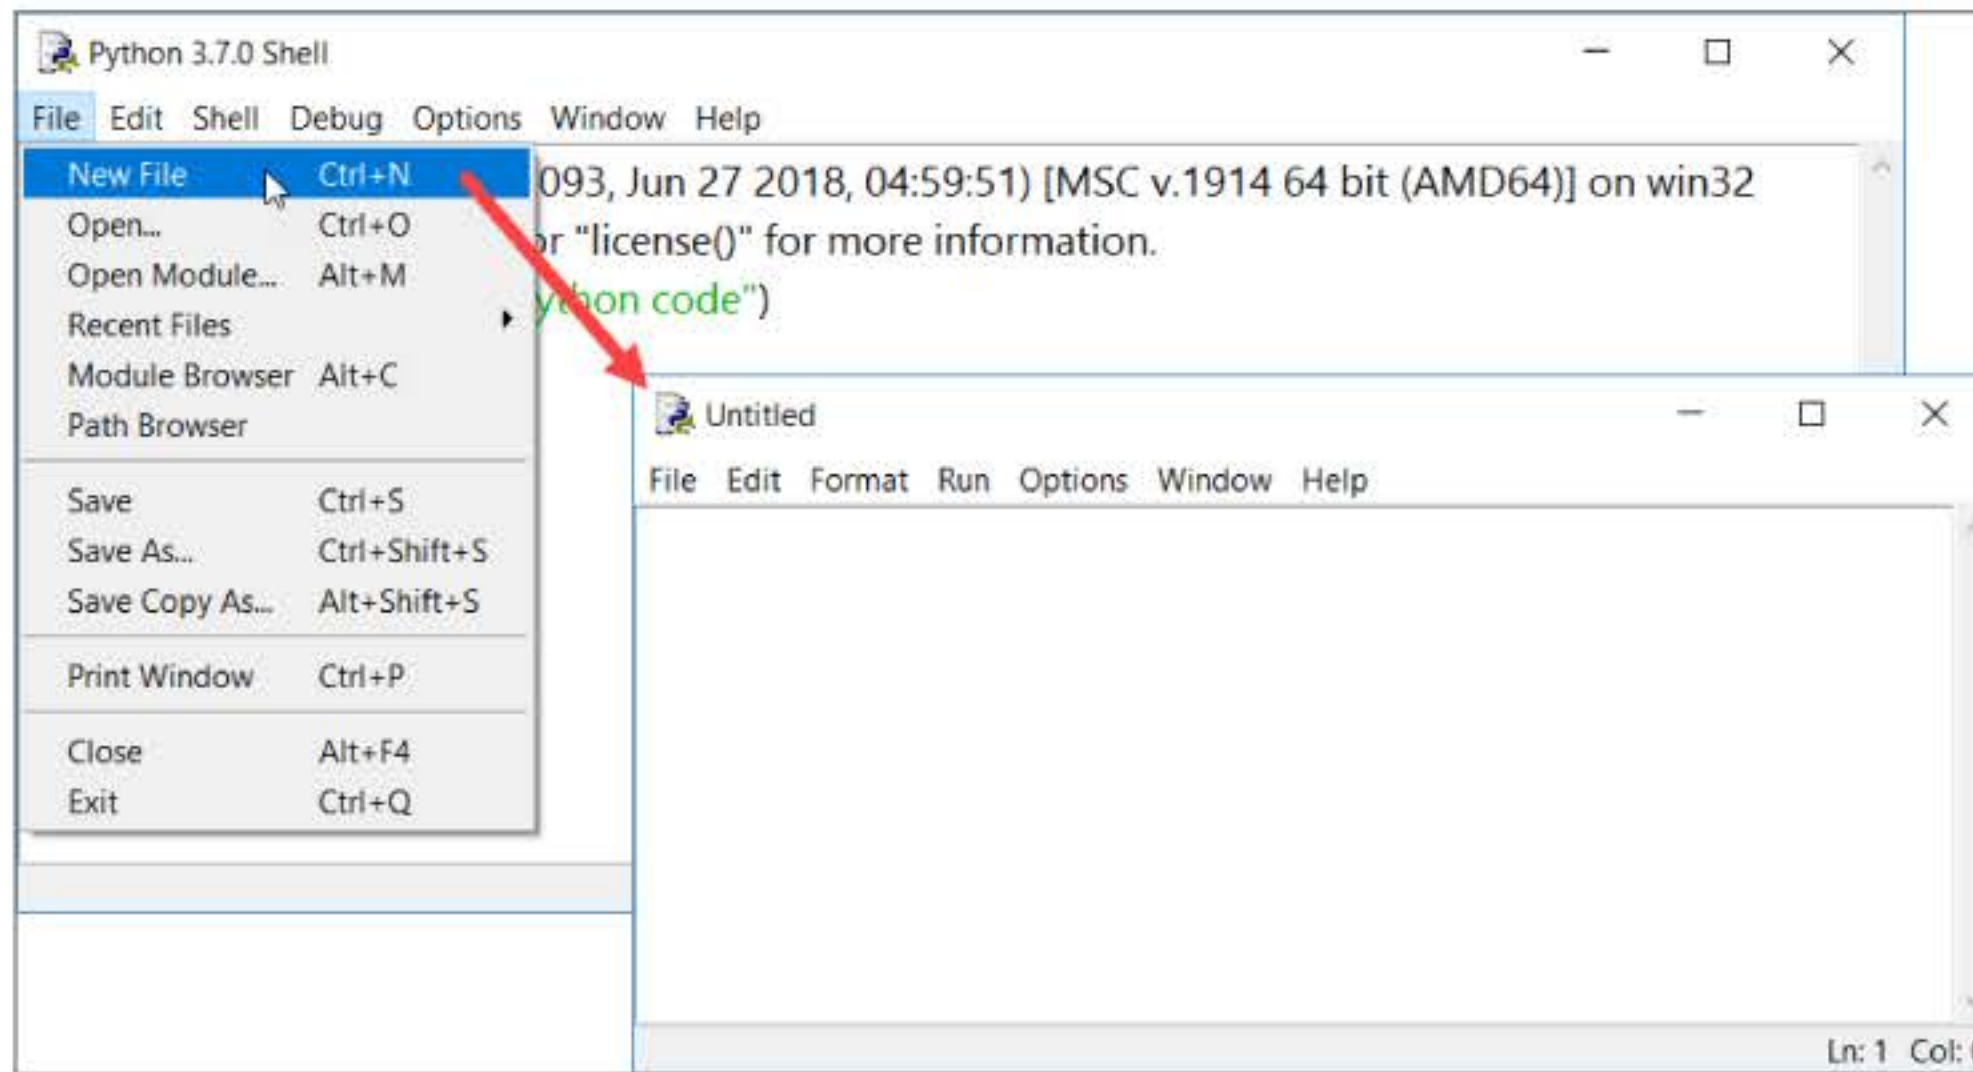 Python 3.7.0 Shell
File Edit Shell Debug Options Window Help
New File Ctrl+N
Open... Ctrl+O
Open Module... Alt+M
Recent Files
Module Browser Alt+C
Path Browser
Save Ctrl+S
Save As... Ctrl+Shift+S
Save Copy As... Alt+Shift+S
Print Window Ctrl+P
Close Alt+F4
Exit Ctrl+Q
093, Jun 27 2018, 04:59:51) [MSC v.1914 64 bit (AMD64)] on win32
or "license()" for more information.
ython code")
Untitled
File Edit Format Run Options Window Help
Ln: 1 Col: